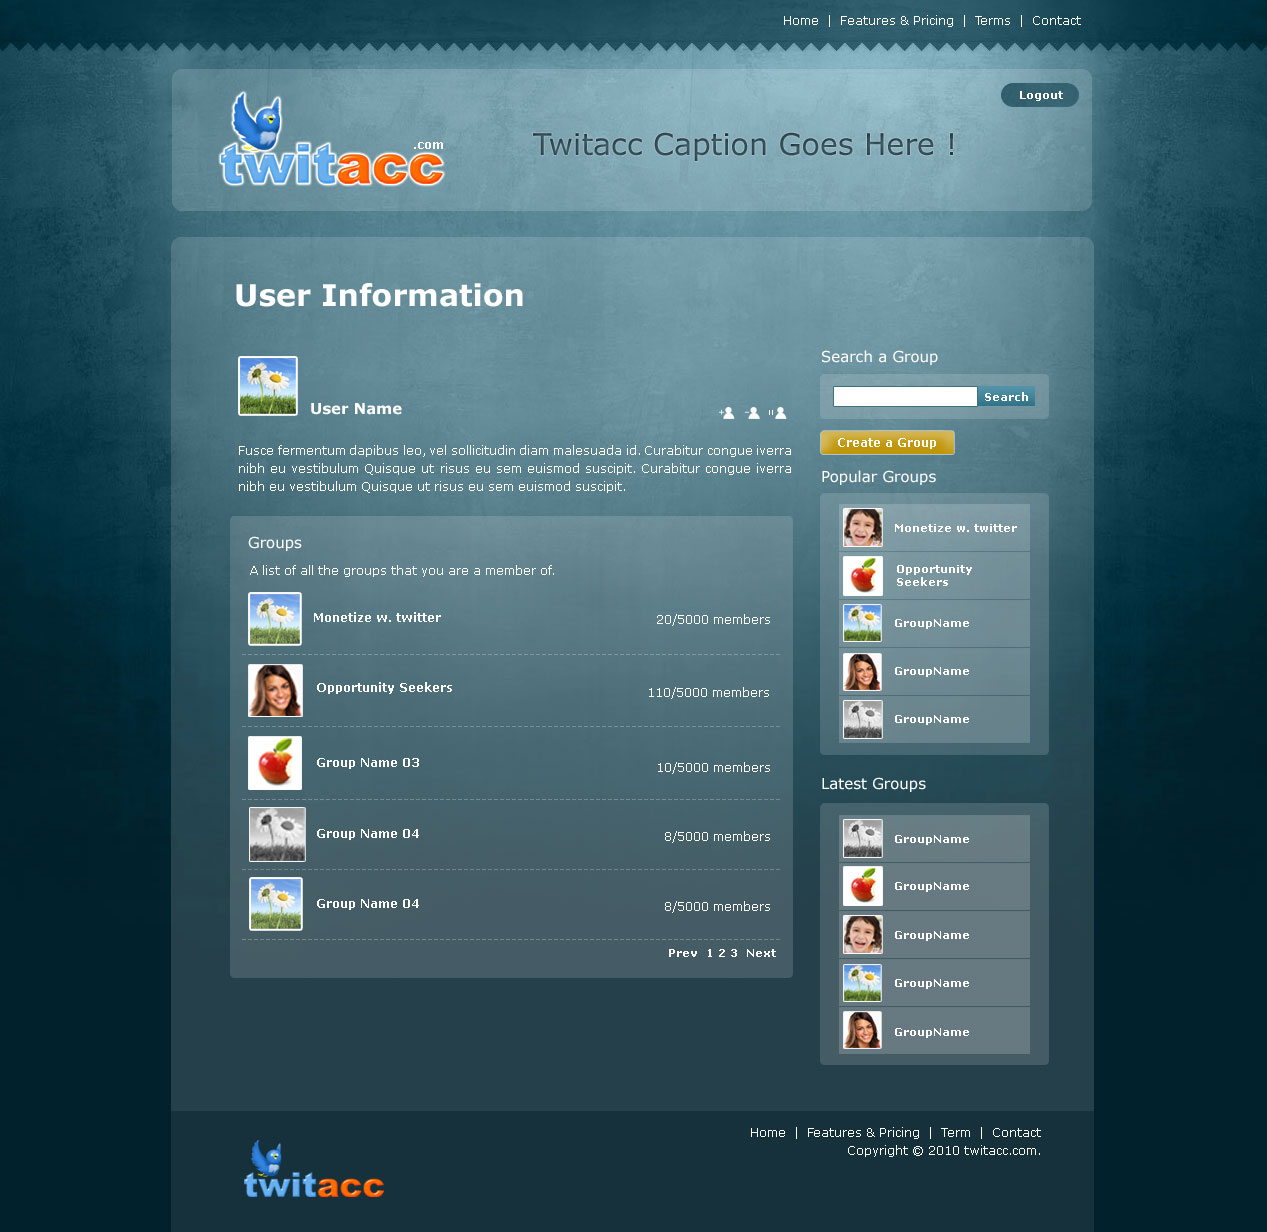 Home | Features & Pricing | Terms | Contact
Logout
twitacc
.com
Twitacc Caption Goes Here !
User Information
User Name
Fusce fermentum dapibus leo, vel sollicitudin diam malesuada id. Curabitur congue iverra
nibh eu vestibulum Quisque ut risus eu sem euismod suscipit. Curabitur congue iverra
nibh eu vestibulum Quisque ut risus eu sem euismod suscipit.
Groups
A list of all the groups that you are a member of.
Monetize w. twitter 20/5000 members
Opportunity Seekers 110/5000 members
Group Name 03 10/5000 members
Group Name 04 8/5000 members
Group Name 04 8/5000 members
Prev 1 2 3 Next
Search a Group
Search
Create a Group
Popular Groups
Monetize w. twitter
Opportunity
Seekers
GroupName
GroupName
GroupName
Latest Groups
GroupName
GroupName
GroupName
GroupName
GroupName
twitacc
Home | Features & Pricing | Term | Contact
Copyright © 2010 twitacc.com.